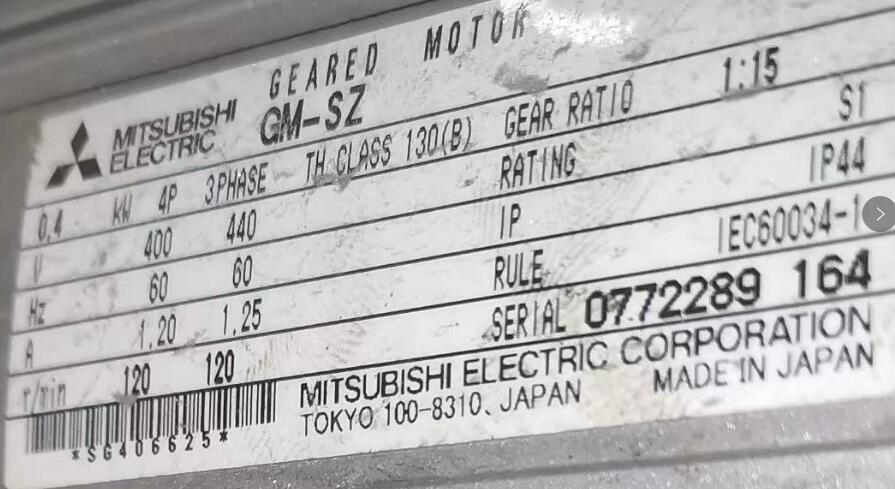 GEARED MOTOR
MITSUBISHI ELECTRIC
GM-SZ
0.4 kW 4P 3PHASE TH CLASS 130(B)
V 400 440
Hz 60 60
A 1.20 1.25
r/min 120 120
*SG406625*
GEAR RATIO 1:15
RATING S1
IP IP44
RULE IEC60034-1
SERIAL 0772289 164
MITSUBISHI ELECTRIC CORPORATION
TOKYO 100-8310, JAPAN MADE IN JAPAN